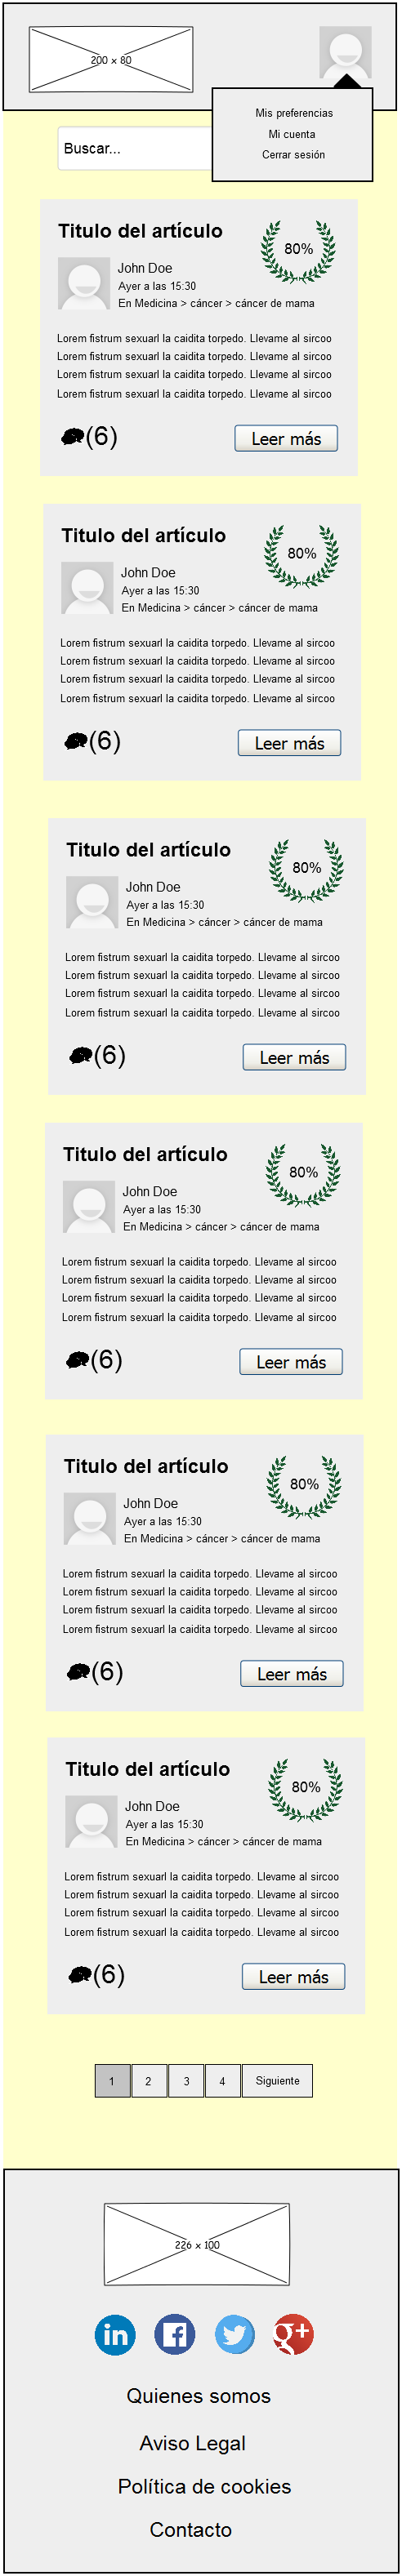 200 x 80
Mis preferencias
Mi cuenta
Cerrar sesión
Buscar...
Titulo del artículo
80%
John Doe
Ayer a las 15:30
En Medicina > cáncer > cáncer de mama
Lorem fistrum sexuarl la caidita torpedo. Llevame al sircoo
Lorem fistrum sexuarl la caidita torpedo. Llevame al sircoo
Lorem fistrum sexuarl la caidita torpedo. Llevame al sircoo
Lorem fistrum sexuarl la caidita torpedo. Llevame al sircoo
(6) Leer más
Titulo del artículo
80%
John Doe
Ayer a las 15:30
En Medicina > cáncer > cáncer de mama
Lorem fistrum sexuarl la caidita torpedo. Llevame al sircoo
Lorem fistrum sexuarl la caidita torpedo. Llevame al sircoo
Lorem fistrum sexuarl la caidita torpedo. Llevame al sircoo
Lorem fistrum sexuarl la caidita torpedo. Llevame al sircoo
(6) Leer más
Titulo del artículo
80%
John Doe
Ayer a las 15:30
En Medicina > cáncer > cáncer de mama
Lorem fistrum sexuarl la caidita torpedo. Llevame al sircoo
Lorem fistrum sexuarl la caidita torpedo. Llevame al sircoo
Lorem fistrum sexuarl la caidita torpedo. Llevame al sircoo
Lorem fistrum sexuarl la caidita torpedo. Llevame al sircoo
(6) Leer más
Titulo del artículo
80%
John Doe
Ayer a las 15:30
En Medicina > cáncer > cáncer de mama
Lorem fistrum sexuarl la caidita torpedo. Llevame al sircoo
Lorem fistrum sexuarl la caidita torpedo. Llevame al sircoo
Lorem fistrum sexuarl la caidita torpedo. Llevame al sircoo
Lorem fistrum sexuarl la caidita torpedo. Llevame al sircoo
(6) Leer más
Titulo del artículo
80%
John Doe
Ayer a las 15:30
En Medicina > cáncer > cáncer de mama
Lorem fistrum sexuarl la caidita torpedo. Llevame al sircoo
Lorem fistrum sexuarl la caidita torpedo. Llevame al sircoo
Lorem fistrum sexuarl la caidita torpedo. Llevame al sircoo
Lorem fistrum sexuarl la caidita torpedo. Llevame al sircoo
(6) Leer más
Titulo del artículo
80%
John Doe
Ayer a las 15:30
En Medicina > cáncer > cáncer de mama
Lorem fistrum sexuarl la caidita torpedo. Llevame al sircoo
Lorem fistrum sexuarl la caidita torpedo. Llevame al sircoo
Lorem fistrum sexuarl la caidita torpedo. Llevame al sircoo
Lorem fistrum sexuarl la caidita torpedo. Llevame al sircoo
(6) Leer más
1 2 3 4 Siguiente
226 x 100
in f g+
Quienes somos
Aviso Legal
Política de cookies
Contacto